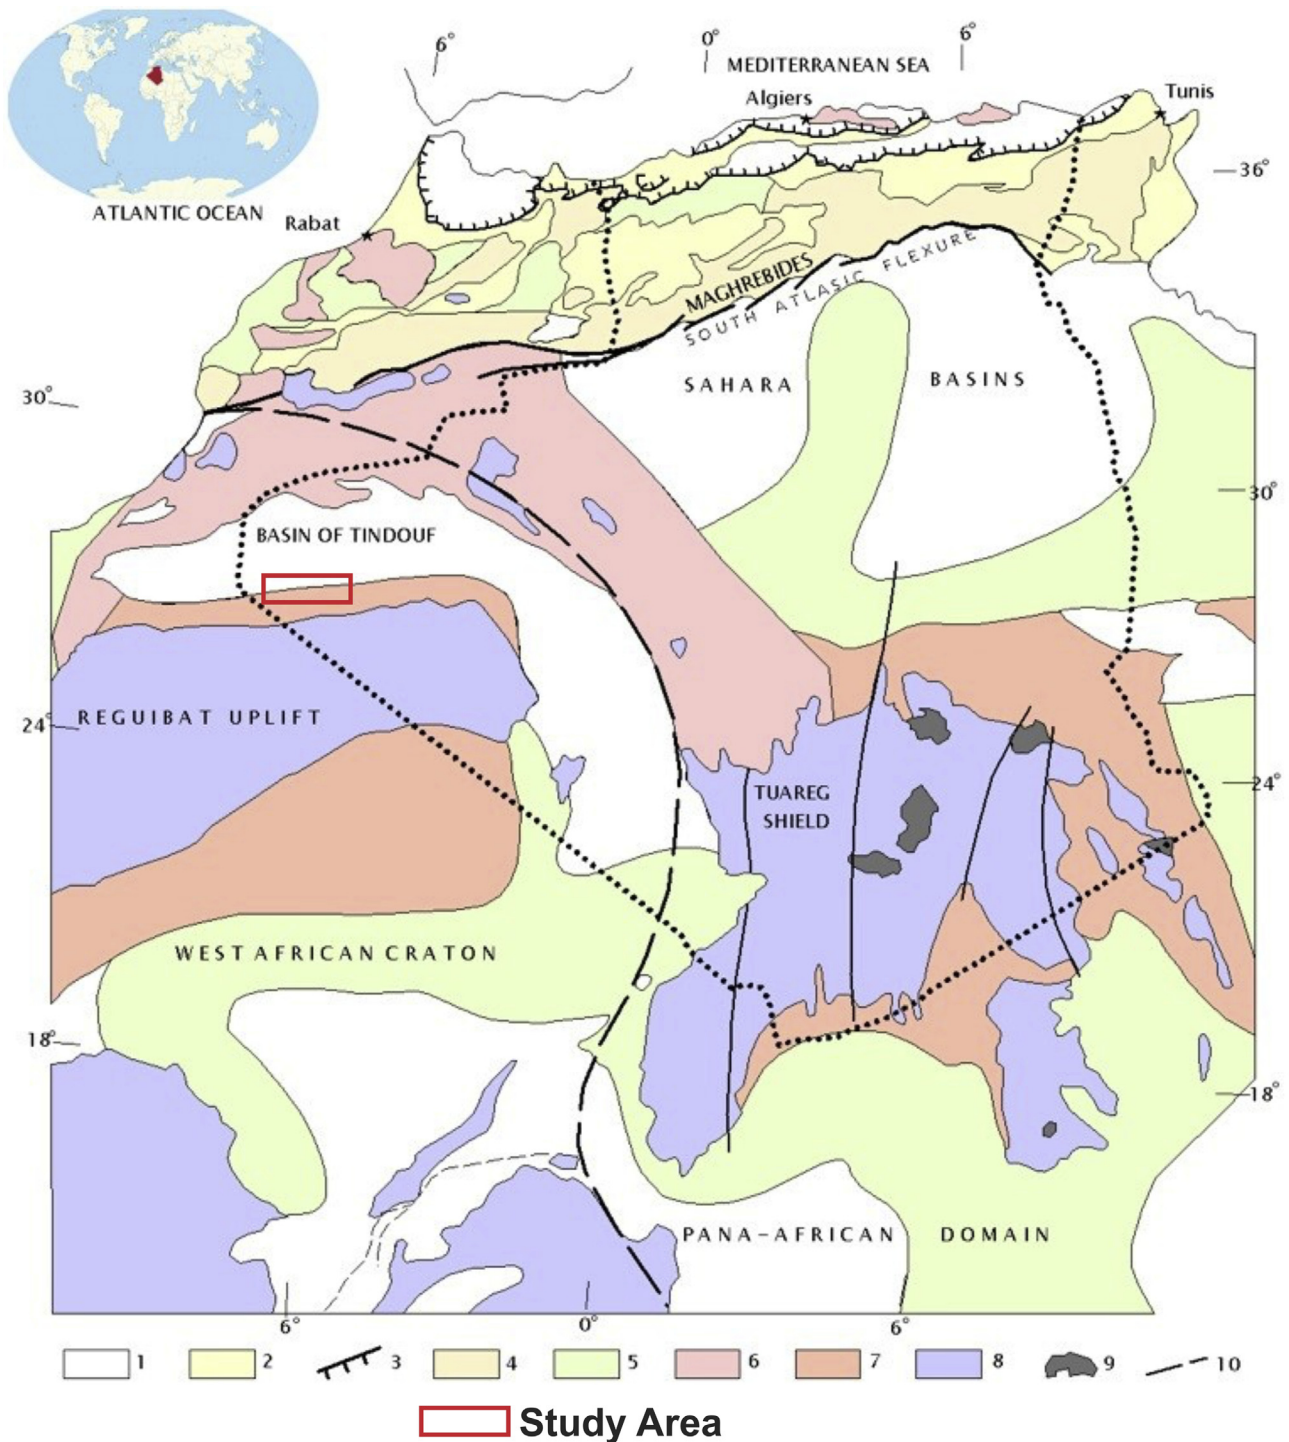 6°
0°
6°
MEDITERRANEAN SEA
Algiers
Tunis
36°
ATLANTIC OCEAN
Rabat
MAGHREBIDES
SOUTH ATLASIC FLEXURE
30°
SAHARA
BASINS
30°
BASIN OF TINDOUF
REGUIBAT UPLIFT
24°
24°
TUAREG
SHIELD
WEST AFRICAN CRATON
18°
18°
PANA-AFRICAN
DOMAIN
6°
0°
6°
1
2
3
4
5
6
7
8
9
10
Study Area